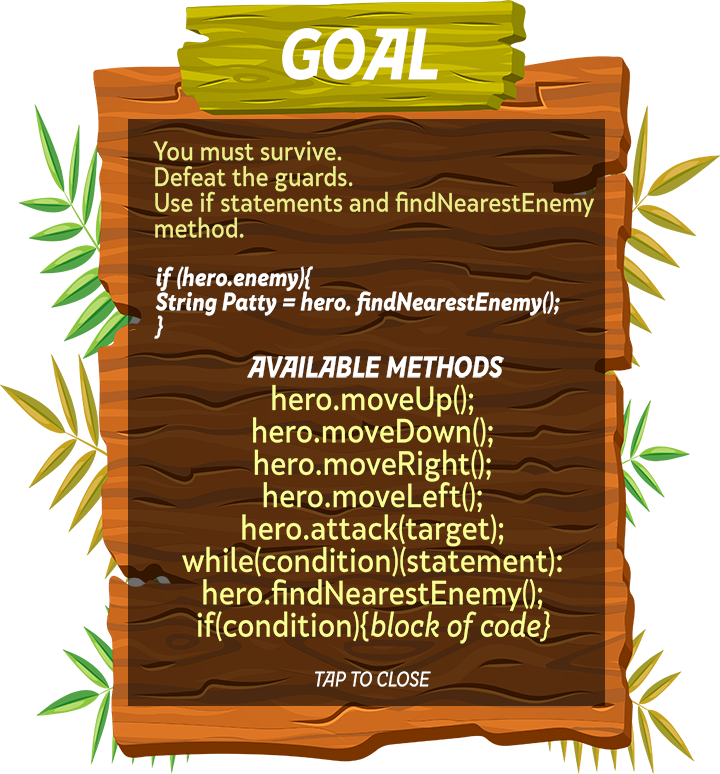 GOAL
You must survive.
Defeat the guards.
Use if statements and findNearestEnemy
method.
if (hero.enemy){
String Patty = hero. findNearestEnemy();
}
AVAILABLE METHODS
hero.moveUp();
hero.moveDown();
hero.moveRight();
hero.moveLeft();
hero.attack(target);
while(condition)(statement):
hero.findNearestEnemy();
if(condition){block of code}
TAP TO CLOSE